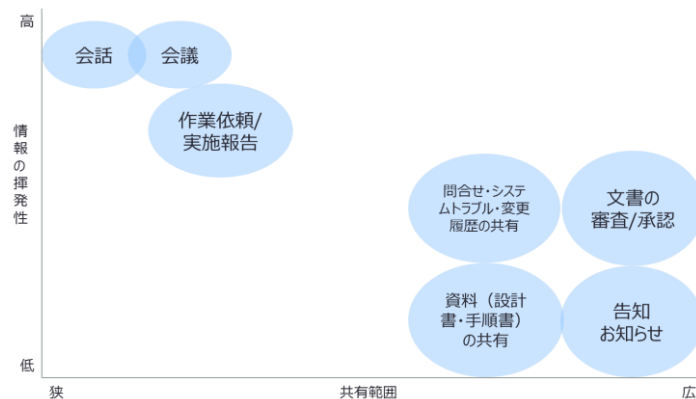 高
会話
会議
作業依頼/
実施報告
情報の揮発性
問合せ・システ
ムトラブル・変更
履歴の共有
文書の
審査/承認
資料（設計
書・手順書）
の共有
告知
お知らせ
低
狭
共有範囲
広